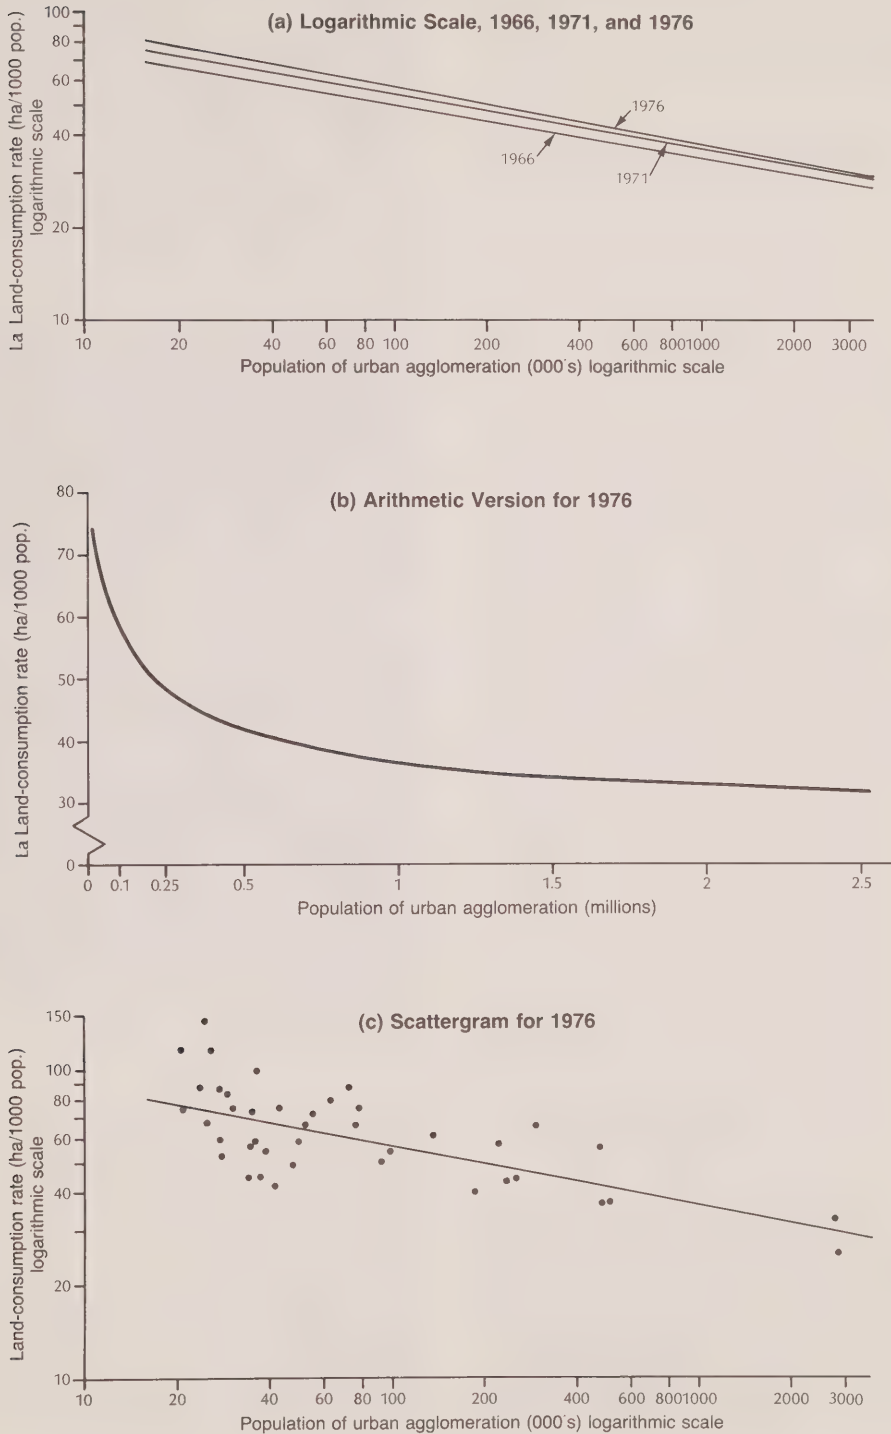 (a) Logarithmic Scale, 1966, 1971, and 1976
La Land-consumption rate (ha/1000 pop.)
logarithmic scale
100
80
60
40
20
10
1976
1966
1971
10 20 40 60 80 100 200 400 600 800 1000 2000 3000
Population of urban agglomeration (000's) logarithmic scale
(b) Arithmetic Version for 1976
La Land-consumption rate (ha/1000 pop.)
80
70
60
50
40
30
0
0 0.1 0.25 0.5 1 1.5 2 2.5
Population of urban agglomeration (millions)
(c) Scattergram for 1976
Land-consumption rate (ha/1000 pop.)
logarithmic scale
150
100
80
60
40
20
10
10 20 40 60 80 100 200 400 600 800 1000 2000 3000
Population of urban agglomeration (000's) logarithmic scale